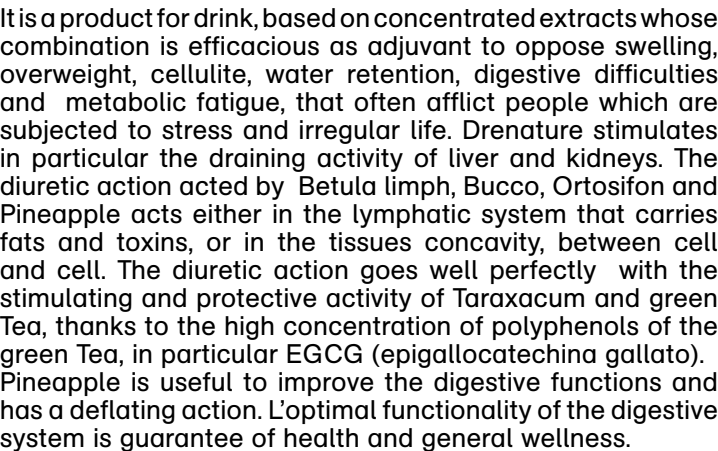 It is a product for drink, based on concentrated extracts whose
combination is efficacious as adjuvant to oppose swelling,
overweight, cellulite, water retention, digestive difficulties
and metabolic fatigue, that often afflict people which are
subjected to stress and irregular life. Drenature stimulates
in particular the draining activity of liver and kidneys. The
diuretic action acted by Betula limph, Bucco, Ortosifon and
Pineapple acts either in the lymphatic system that carries
fats and toxins, or in the tissues concavity, between cell
and cell. The diuretic action goes well perfectly with the
stimulating and protective activity of Taraxacum and green
Tea, thanks to the high concentration of polyphenols of the
green Tea, in particular EGCG (epigallocatechina gallato).
Pineapple is useful to improve the digestive functions and
has a deflating action. L’optimal functionality of the digestive
system is guarantee of health and general wellness.